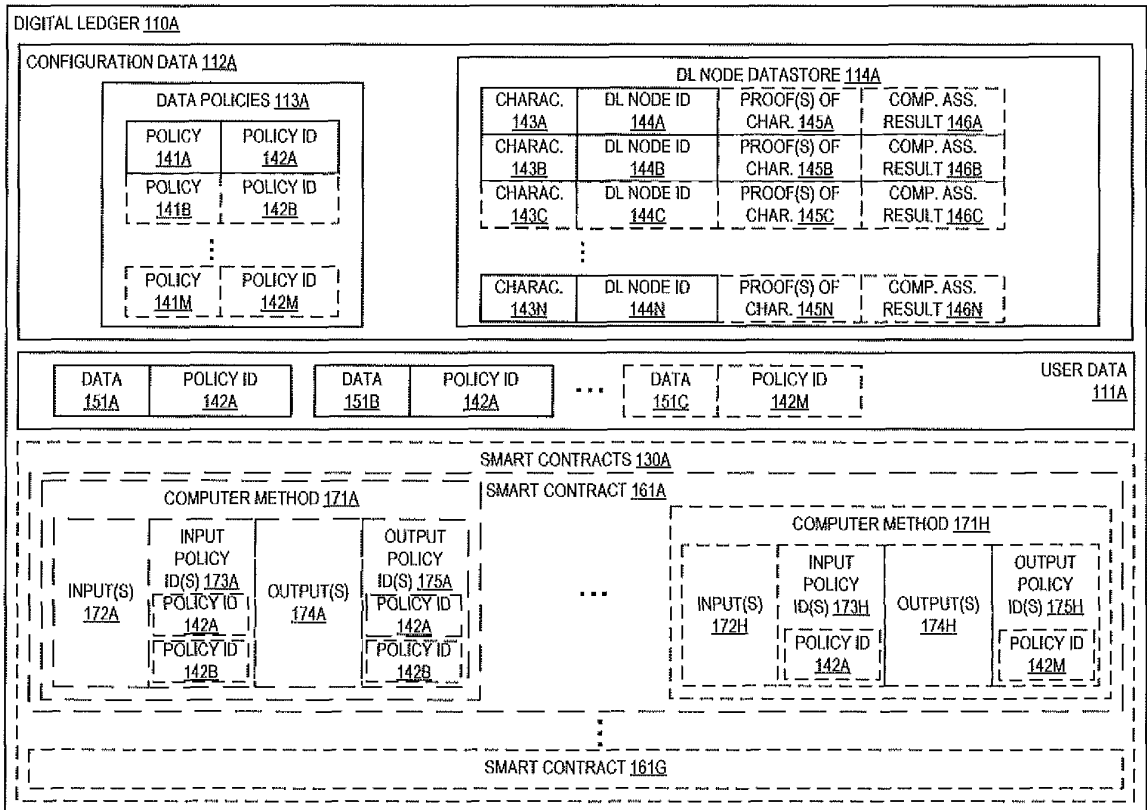 DIGITAL LEDGER 110A
CONFIGURATION DATA 112A
DATA POLICIES 113A
POLICY 141A
POLICY ID 142A
POLICY 141B
POLICY ID 142B
POLICY 141M
POLICY ID 142M
DL NODE DATASTORE 114A
CHARAC. 143A
DL NODE ID 144A
PROOF(S) OF CHAR. 145A
COMP. ASS. RESULT 146A
CHARAC. 143B
DL NODE ID 144B
PROOF(S) OF CHAR. 145B
COMP. ASS. RESULT 146B
CHARAC. 143C
DL NODE ID 144C
PROOF(S) OF CHAR. 145C
COMP. ASS. RESULT 146C
CHARAC. 143N
DL NODE ID 144N
PROOF(S) OF CHAR. 145N
COMP. ASS. RESULT 146N
DATA 151A
POLICY ID 142A
DATA 151B
POLICY ID 142A
...
DATA 151C
POLICY ID 142M
USER DATA 111A
SMART CONTRACTS 130A
SMART CONTRACT 161A
COMPUTER METHOD 171A
INPUT(S) 172A
INPUT POLICY ID(S) 173A
POLICY ID 142A
POLICY ID 142B
OUTPUT(S) 174A
OUTPUT POLICY ID(S) 175A
POLICY ID 142A
POLICY ID 142B
...
COMPUTER METHOD 171H
INPUT(S) 172H
INPUT POLICY ID(S) 173H
POLICY ID 142A
OUTPUT(S) 174H
OUTPUT POLICY ID(S) 175H
POLICY ID 142M
SMART CONTRACT 161G